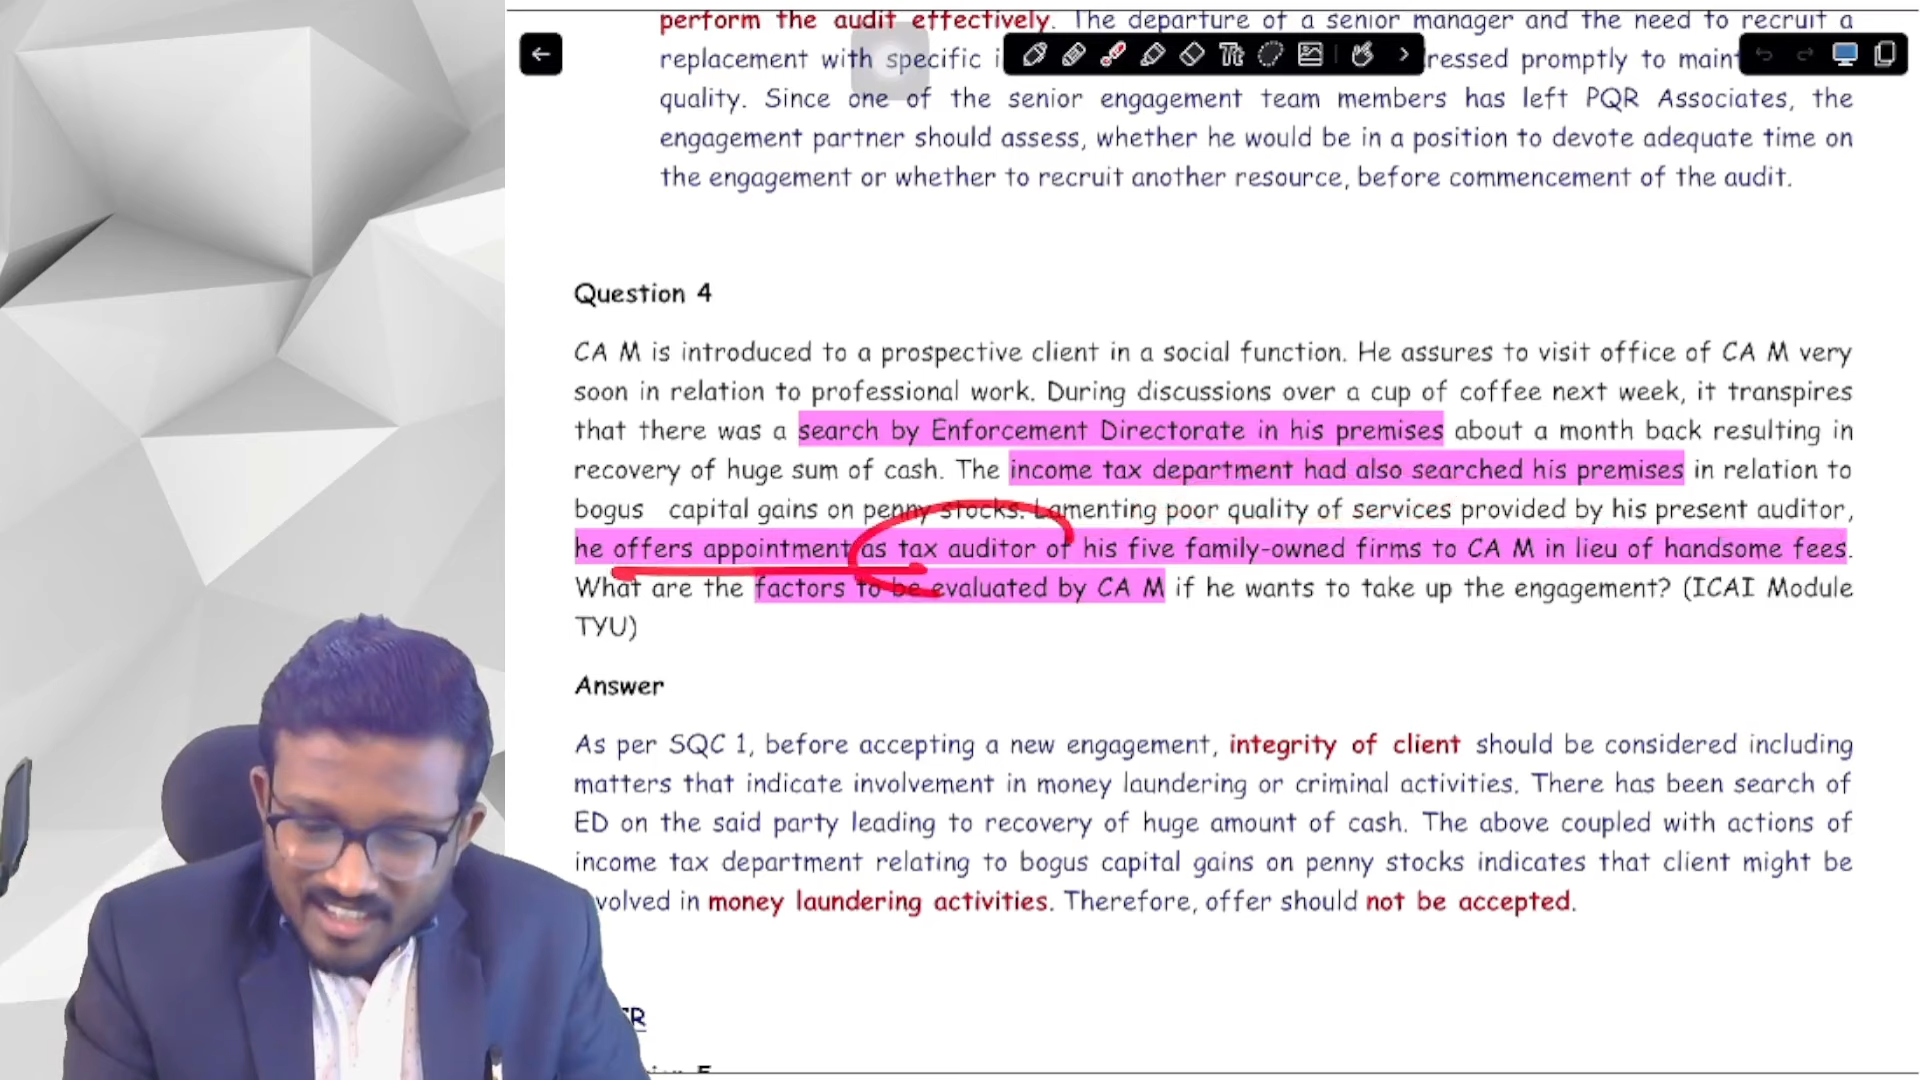 perform the audit effectively. The departure of a senior manager and the need to recruit a
replacement with specific i ressed promptly to maint
quality. Since one of the senior engagement team members has left PQR Associates, the
engagement partner should assess, whether he would be in a position to devote adequate time on
the engagement or whether to recruit another resource, before commencement of the audit.
Question 4
CA M is introduced to a prospective client in a social function. He assures to visit office of CA M very
soon in relation to professional work. During discussions over a cup of coffee next week, it transpires
that there was a search by Enforcement Directorate in his premises about a month back resulting in
recovery of huge sum of cash. The income tax department had also searched his premises in relation to
bogus capital gains on penny stocks. Lamenting poor quality of services provided by his present auditor,
he offers appointment as tax auditor of his five family-owned firms to CA M in lieu of handsome fees.
What are the factors to be evaluated by CA M if he wants to take up the engagement? (ICAI Module
TYU)
Answer
As per SQC 1, before accepting a new engagement, integrity of client should be considered including
matters that indicate involvement in money laundering or criminal activities. There has been search of
ED on the said party leading to recovery of huge amount of cash. The above coupled with actions of
income tax department relating to bogus capital gains on penny stocks indicates that client might be
volved in money laundering activities. Therefore, offer should not be accepted.